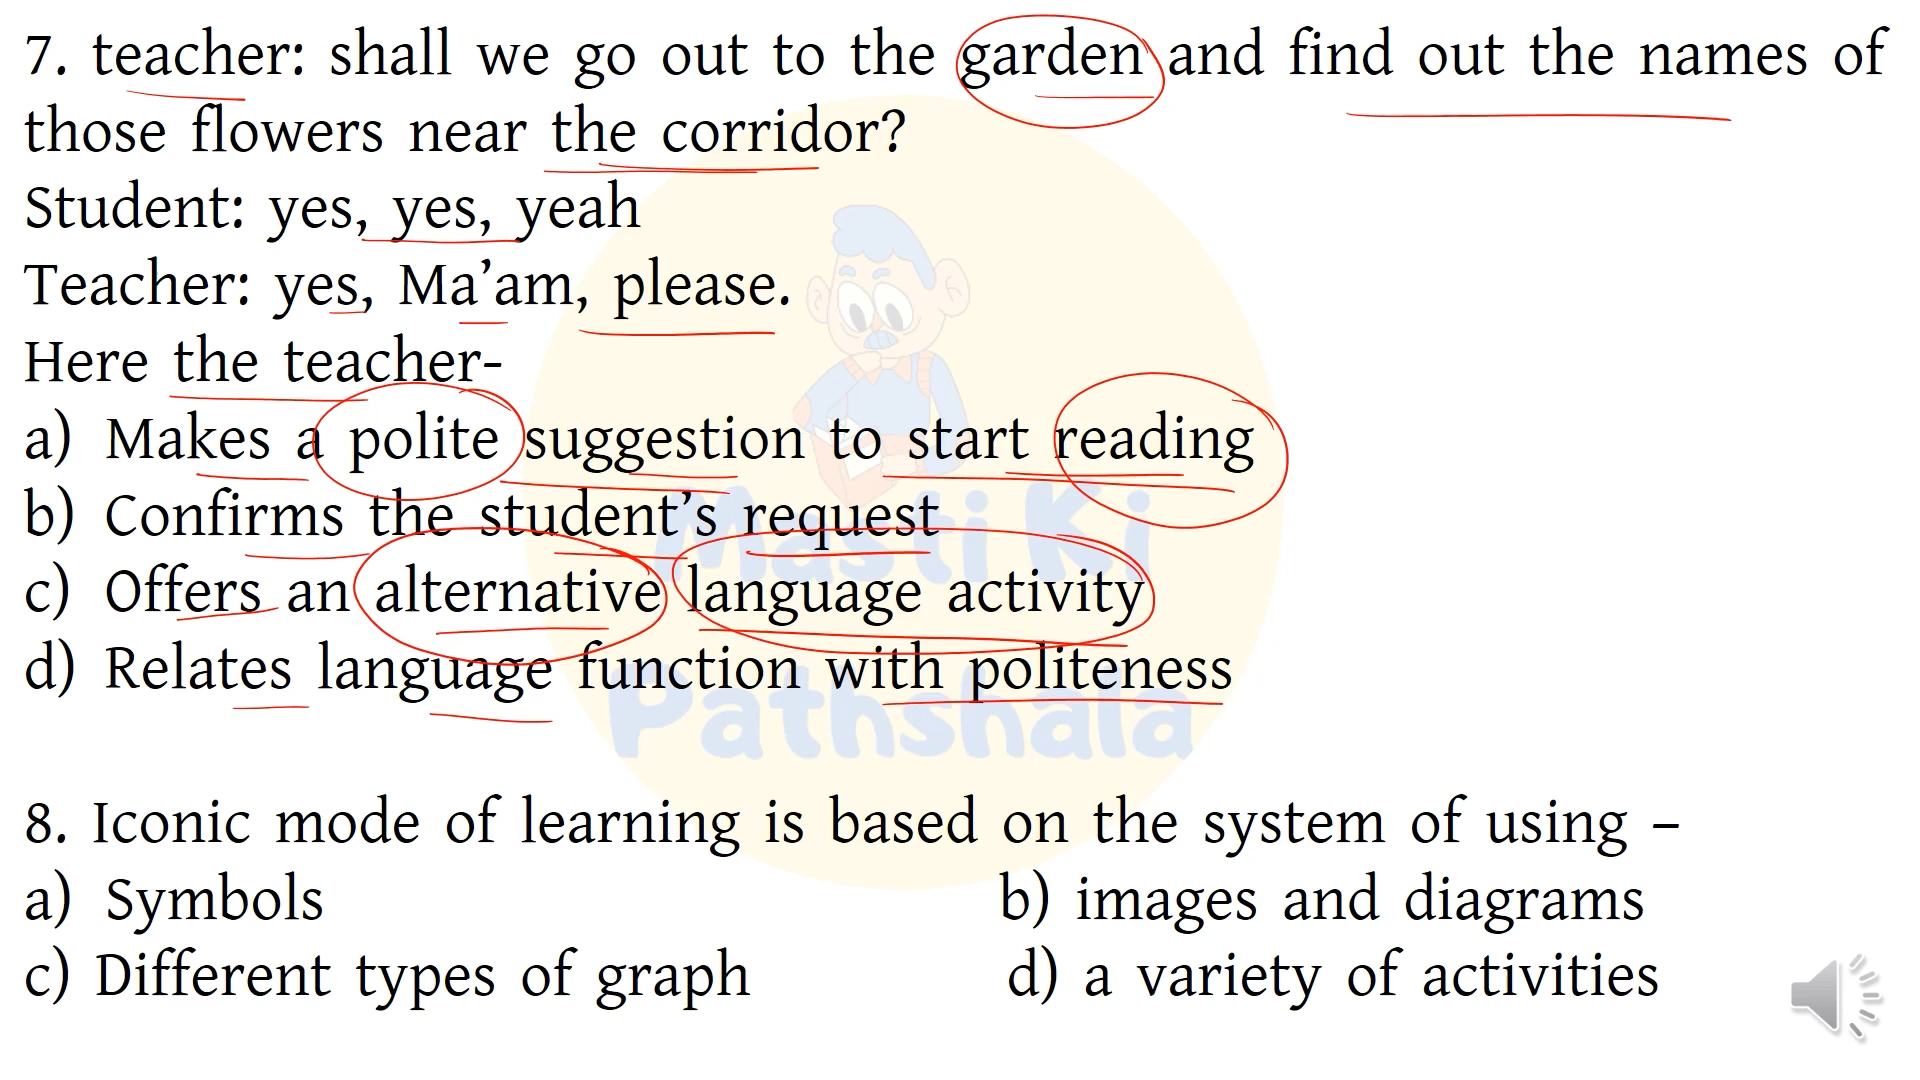 7. teacher: shall we go out to the garden and find out the names of
those flowers near the corridor?
Student: yes, yes, yeah
Teacher: yes, Ma’am, please.
Here the teacher-
a) Makes a polite suggestion to start reading
b) Confirms the student’s request
c) Offers an alternative language activity
d) Relates language function with politeness
Masti Ki
Pathshala
8. Iconic mode of learning is based on the system of using –
a) Symbols b) images and diagrams
c) Different types of graph d) a variety of activities